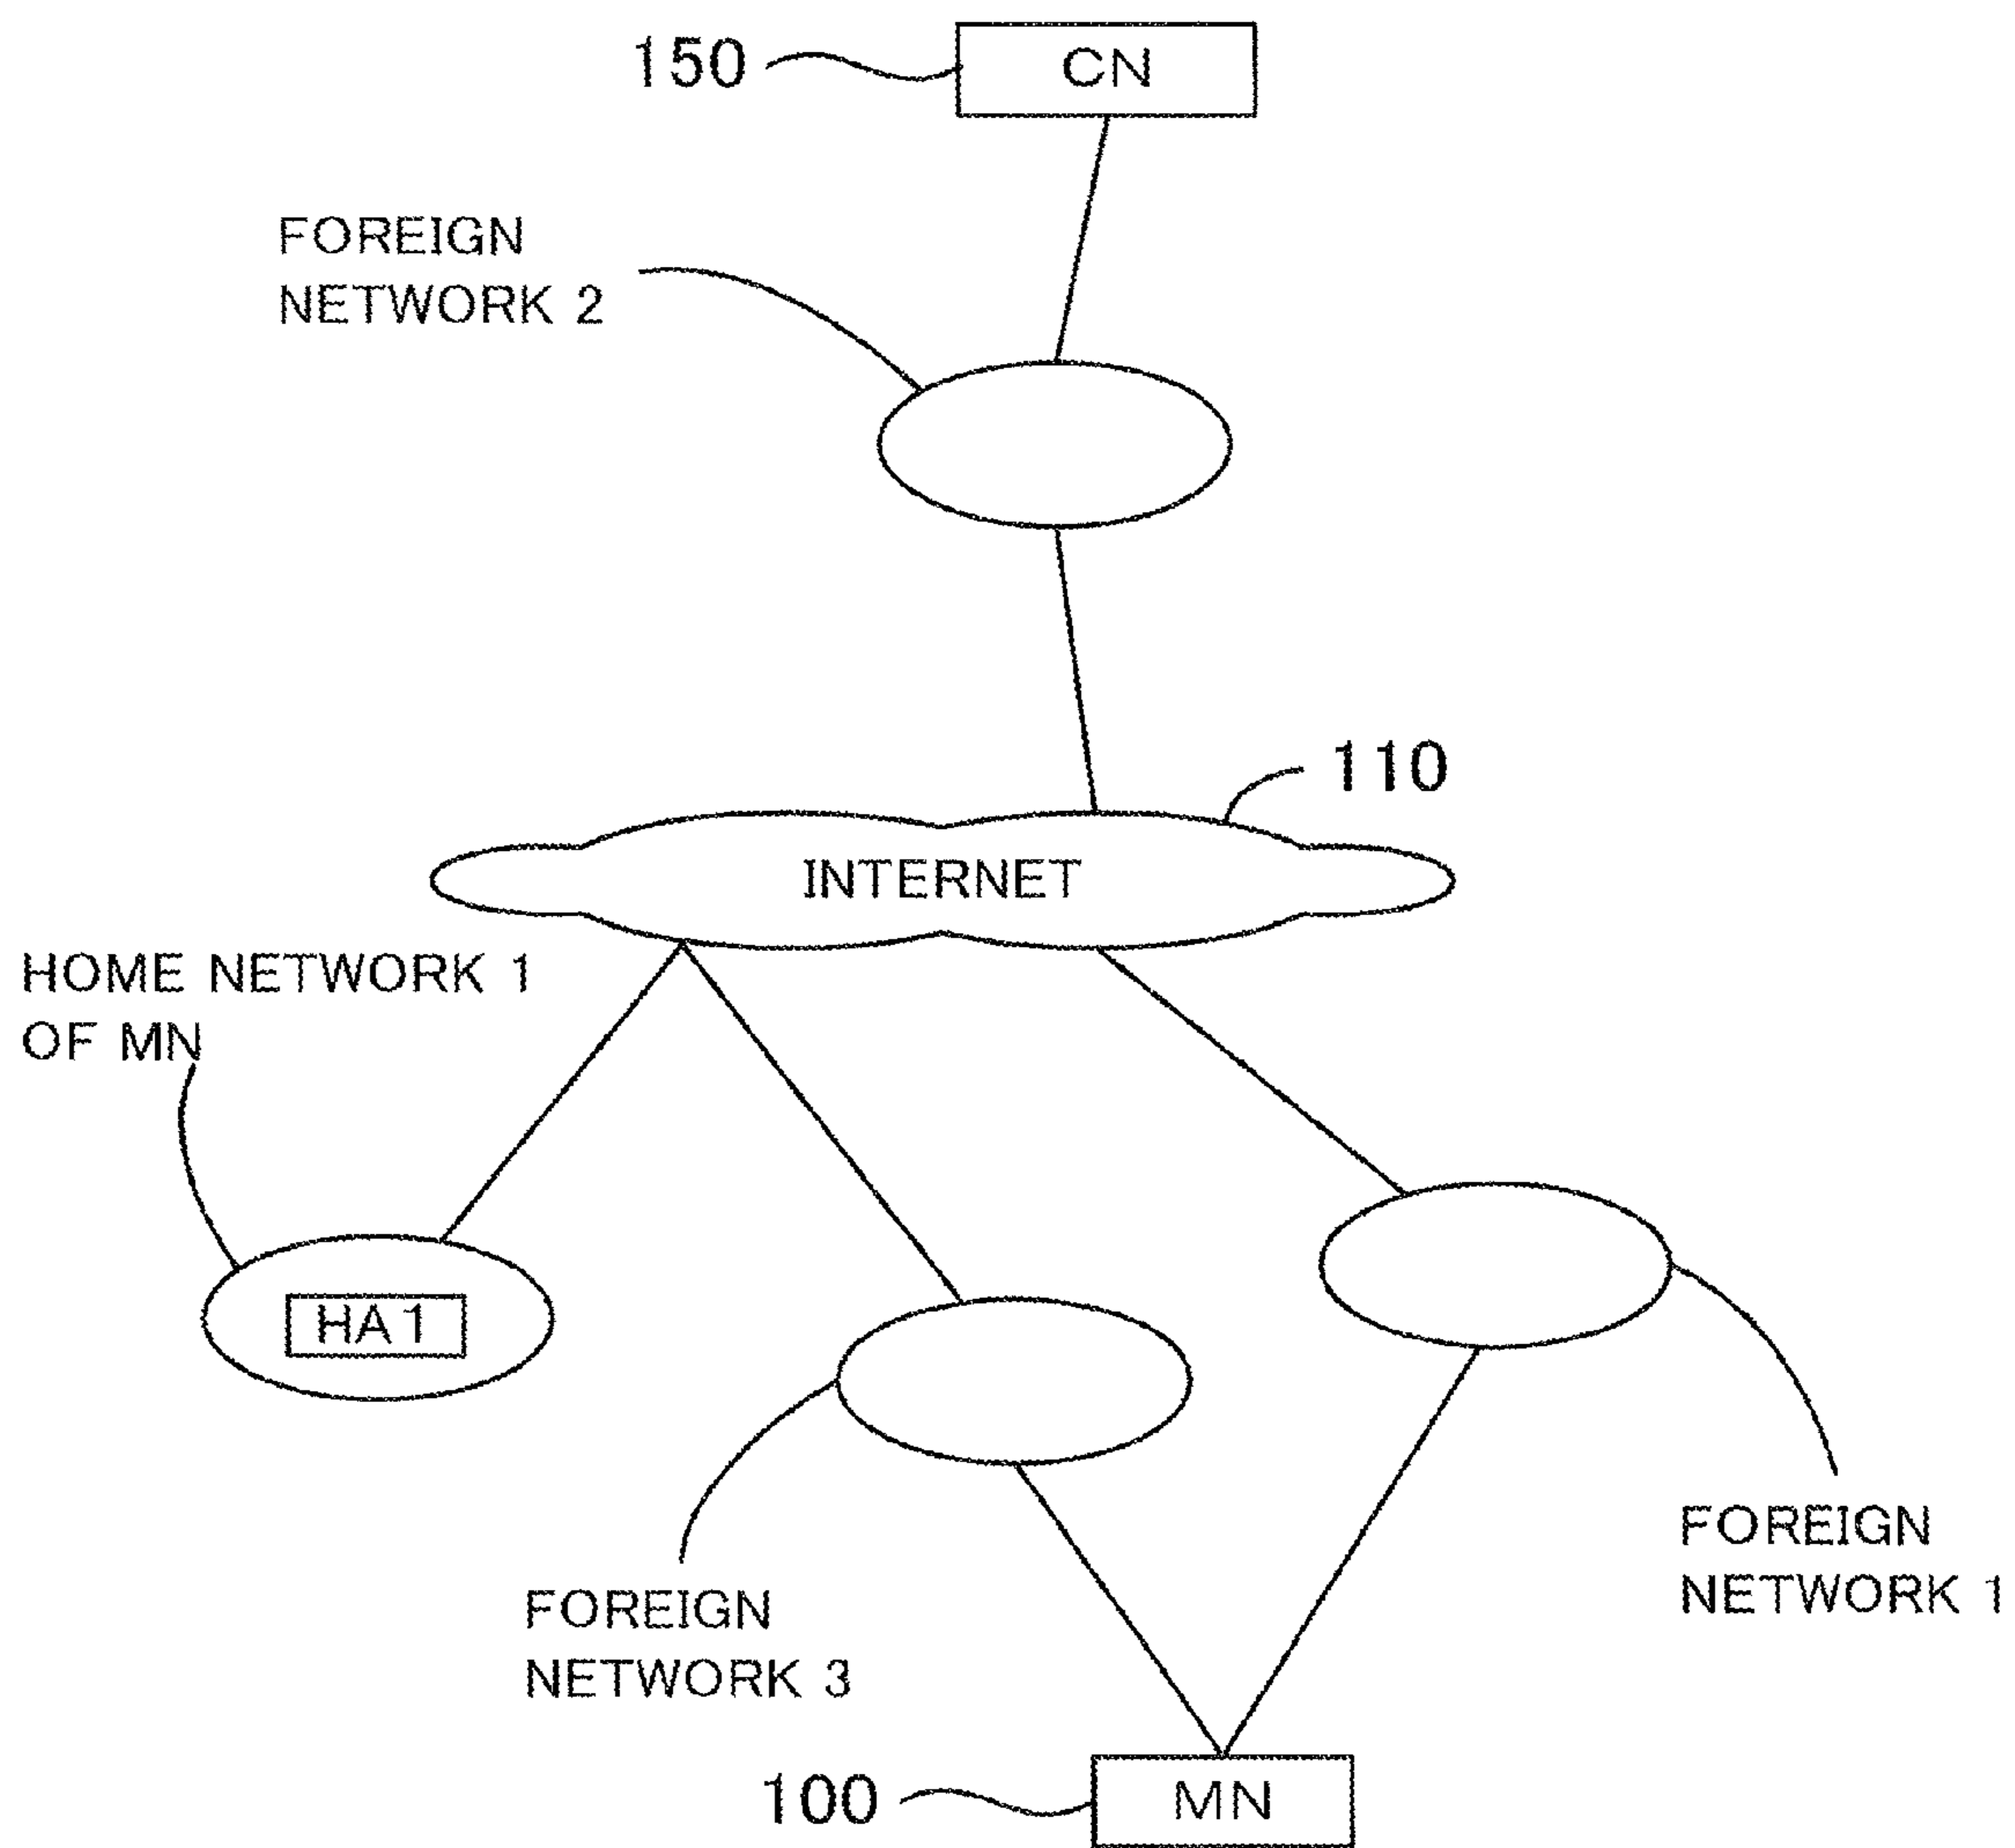 150
CN
FOREIGN
NETWORK 2
110
INTERNET
HOME NETWORK 1
OF MN
HA1
FOREIGN
NETWORK 1
FOREIGN
NETWORK 3
100
MN